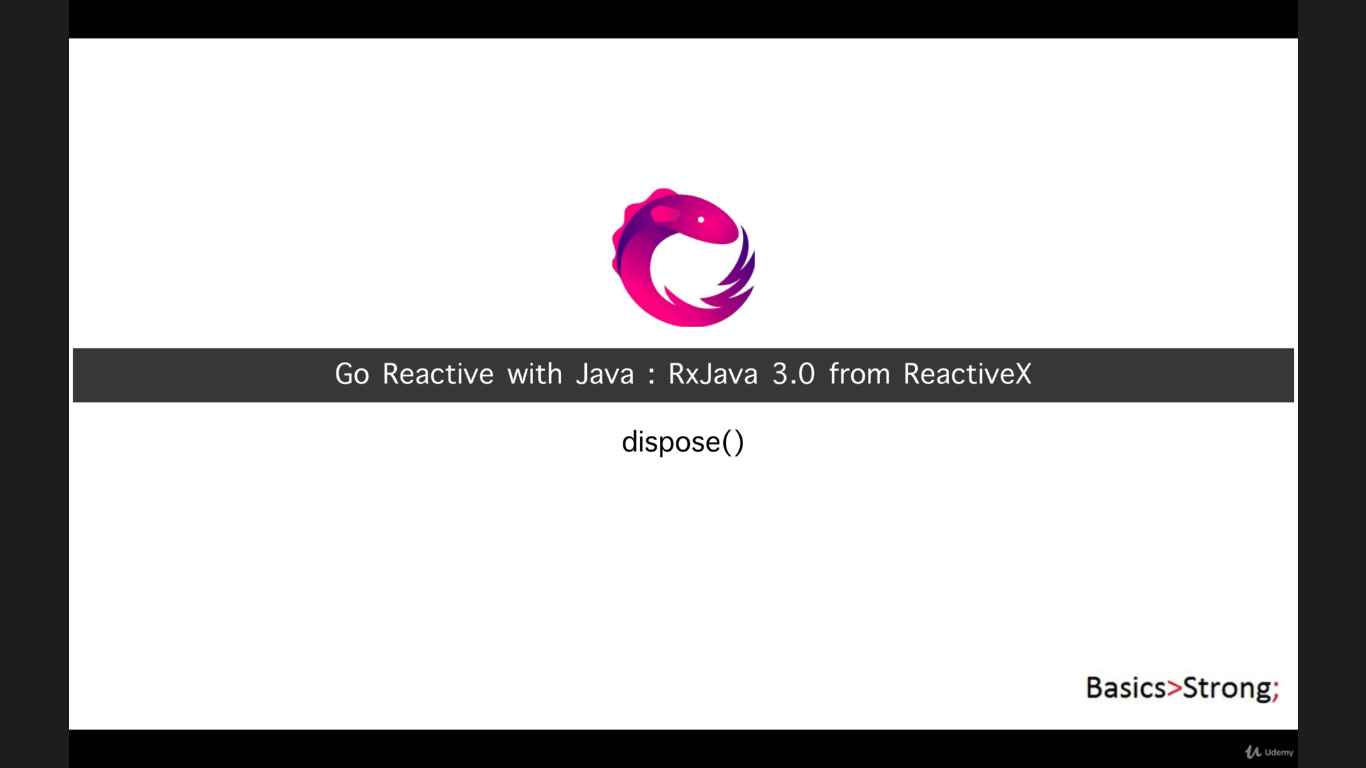 Go Reactive with Java : RxJava 3.0 from ReactiveX
dispose()
Basics>Strong;
Udemy